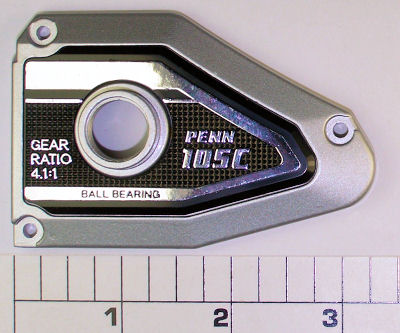 PENN
GEAR
RATIO
4.1:1
105C
BALL BEARING
1
2
3